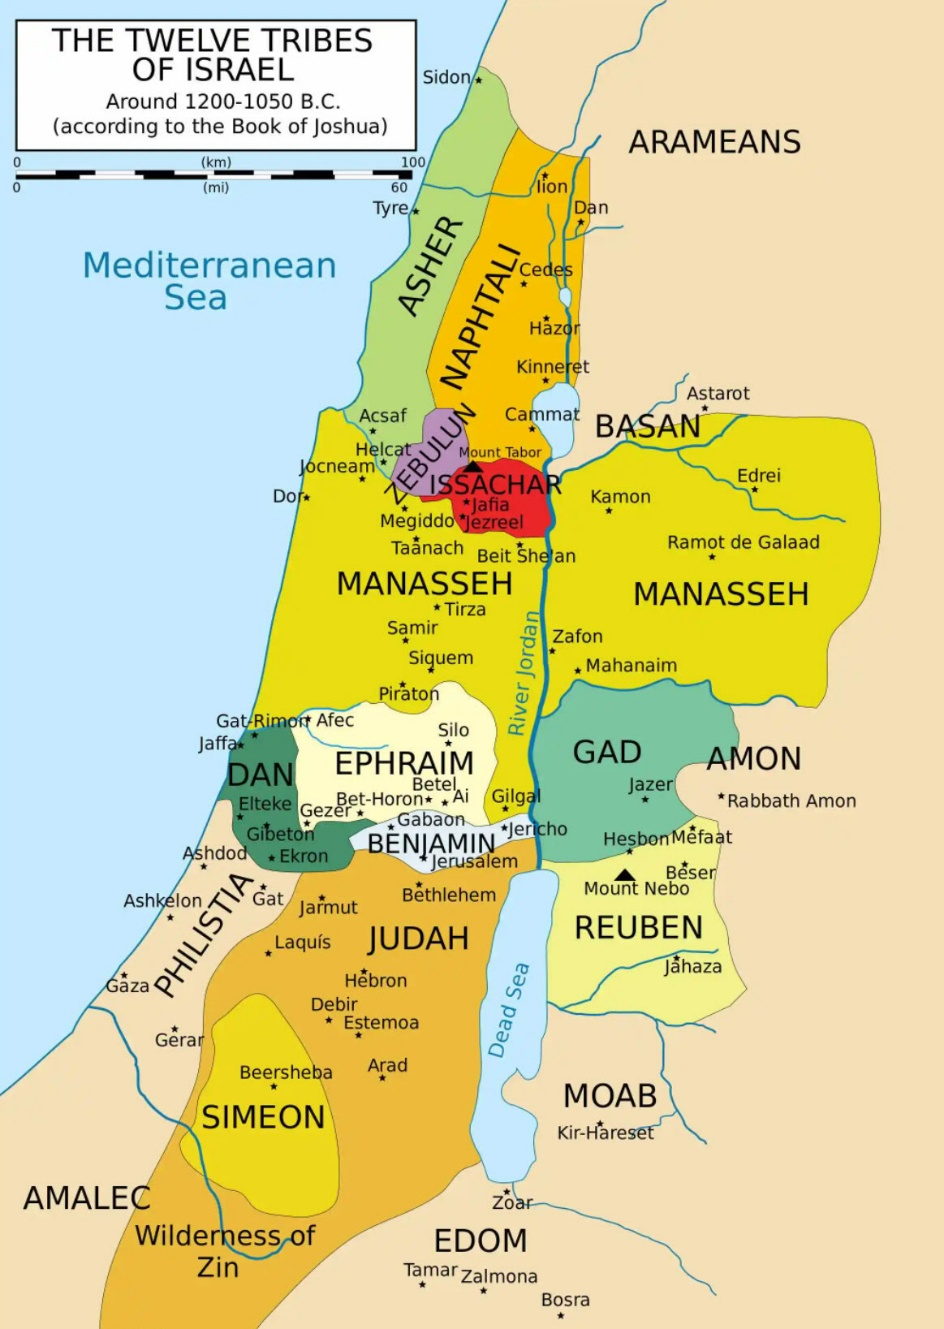 THE TWELVE TRIBES
OF ISRAEL
Around 1200-1050 B.C.
(according to the Book of Joshua)
0 (km) 100
0 (mi) 60
Sidon
ARAMEANS
Iion
Tyre
Dan
ASHER
Mediterranean
Sea
NAPHTALI
Cedes
Hazor
Kinneret
Astarot
Acsaf
Cammat
BASAN
Helcat
ZEBULUN
Mount Tabor
Jocneam
ISSACHAR
Edrei
Dor
Kamon
Jafia
Megiddo
Jezreel
Taanach
Beit She'an
Ramot de Galaad
MANASSEH
MANASSEH
Tirza
Samir
Zafon
Siquem
Mahanaim
River Jordan
Piraton
Gat-Rimon
Afec
Jaffa
Silo
GAD
AMON
EPHRAIM
DAN
Betel
Jazer
Bet-Horon
Ai
Gilgal
Rabbath Amon
Elteke
Gezer
Gabaon
Jericho
Gibeton
BENJAMIN
Hesbon
Mefaat
Ashdod
Ekron
Jerusalem
Beser
Mount Nebo
Gat
Bethlehem
Ashkelon
Jarmut
PHILISTIA
REUBEN
Laquís
JUDAH
Jahaza
Gaza
Hebron
Debir
Dead Sea
Estemoa
Gerar
Arad
Beersheba
MOAB
SIMEON
Kir-Hareset
AMALEC
Zoar
Wilderness of
Zin
EDOM
Tamar
Zalmona
Bosra